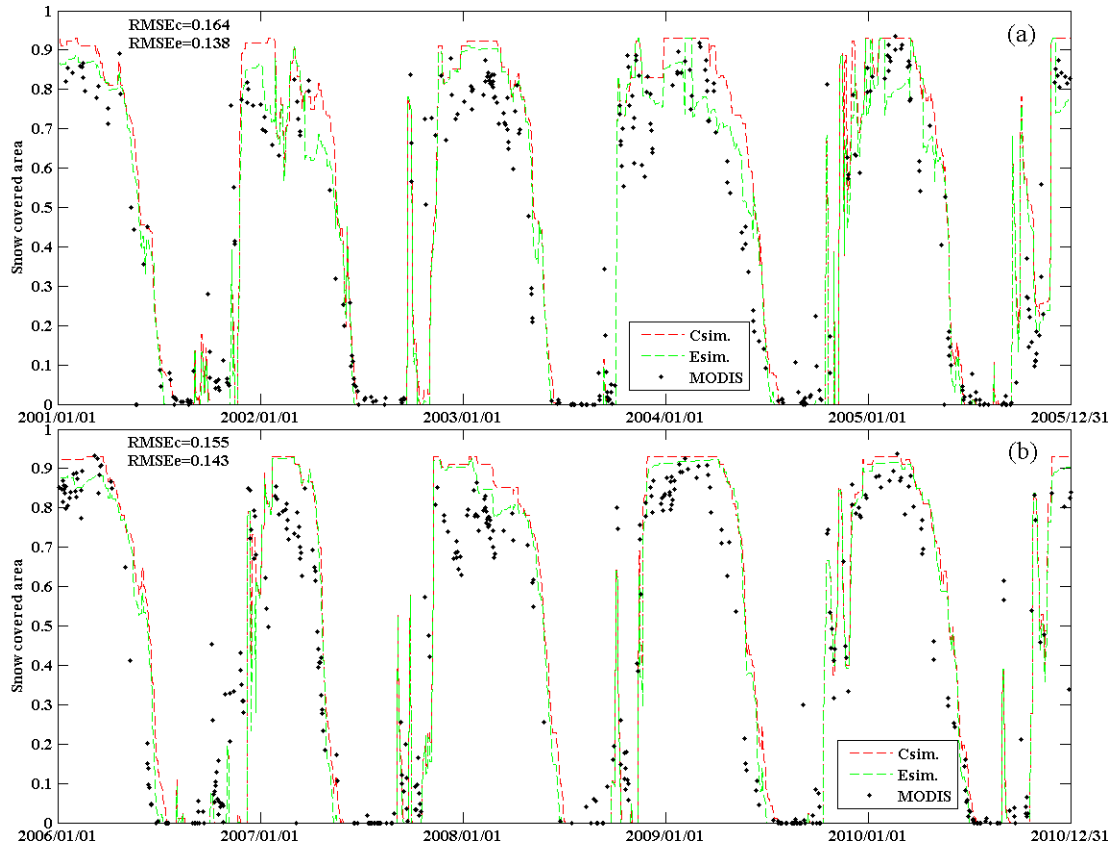 RMSEc=0.164
RMSEe=0.138
(a)
Snow covered area
1
0.9
0.8
0.7
0.6
0.5
0.4
0.3
0.2
0.1
0
Csim.
Esim.
MODIS
2001/01/01 2002/01/01 2003/01/01 2004/01/01 2005/01/01 2005/12/31
RMSEc=0.155
RMSEe=0.143
(b)
Snow covered area
1
0.9
0.8
0.7
0.6
0.5
0.4
0.3
0.2
0.1
0
Csim.
Esim.
MODIS
2006/01/01 2007/01/01 2008/01/01 2009/01/01 2010/01/01 2010/12/31